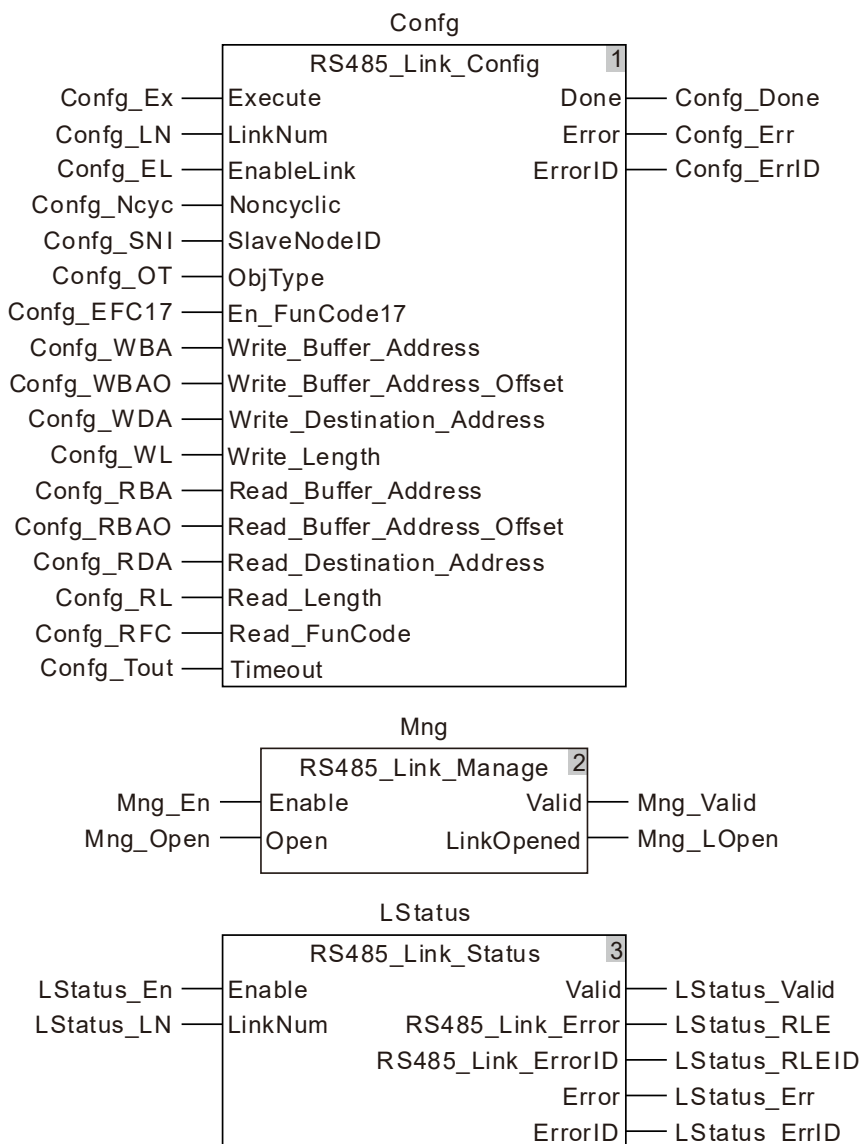 Confg
RS485_Link_Config 1
Confg_Ex Execute Done Confg_Done
Confg_LN LinkNum Error Confg_Err
Confg_EL EnableLink ErrorID Confg_ErrID
Confg_Ncyc Noncyclic
Confg_SNI SlaveNodeID
Confg_OT ObjType
Confg_EFC17 En_FunCode17
Confg_WBA Write_Buffer_Address
Confg_WBAO Write_Buffer_Address_Offset
Confg_WDA Write_Destination_Address
Confg_WL Write_Length
Confg_RBA Read_Buffer_Address
Confg_RBAO Read_Buffer_Address_Offset
Confg_RDA Read_Destination_Address
Confg_RL Read_Length
Confg_RFC Read_FunCode
Confg_Tout Timeout
Mng
RS485_Link_Manage 2
Mng_En Enable Valid Mng_Valid
Mng_Open Open LinkOpened Mng_LOpen
LStatus
RS485_Link_Status 3
LStatus_En Enable Valid LStatus_Valid
LStatus_LN LinkNum RS485_Link_Error LStatus_RLE
RS485_Link_ErrorID LStatus_RLEID
Error LStatus_Err
ErrorID LStatus_ErrID